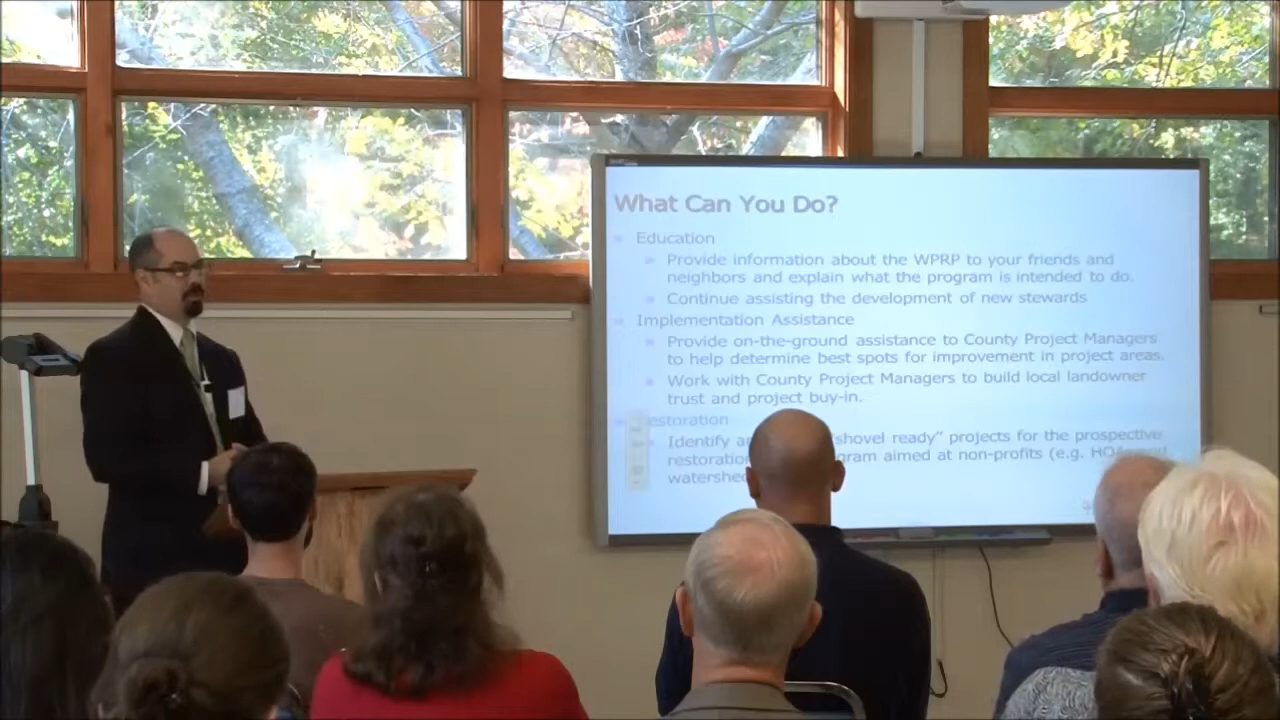 What Can You Do?
Education
Provide information about the WPRP to your friends and
neighbors and explain what the program is intended to do.
Continue assisting the development of new stewards
Implementation Assistance
Provide on-the-ground assistance to County Project Managers
to help determine best spots for improvement in project areas.
Work with County Project Managers to build local landowner
trust and project buy-in.
estoration
Identify "shovel ready" projects for the prospective
restoration gram aimed at non-profits (e.g.
watershed